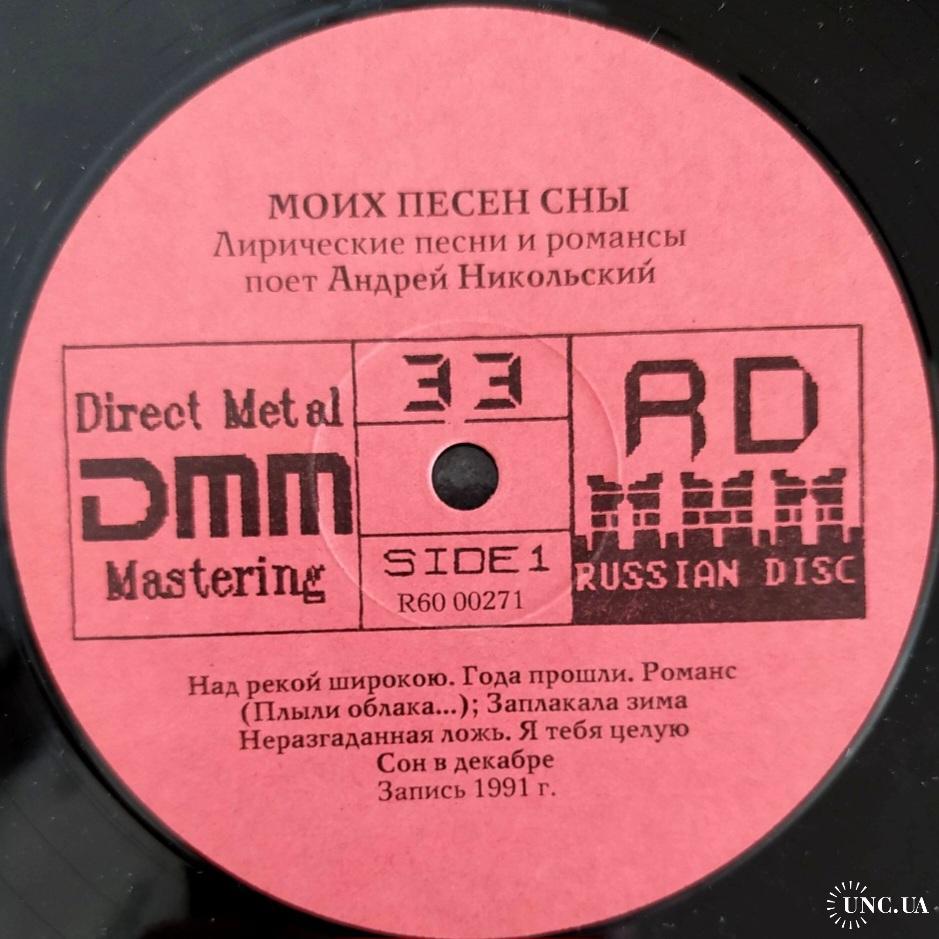 МОИХ ПЕСЕН СНЫ
Лирические песни и романсы
поет Андрей Никольский
Direct Metal
DMM
Mastering
33
SIDE 1
R60 00271
RD
RUSSIAN DISC
Над рекой широкою. Года прошли. Романс
(Плыли облака...); Заплакала зима
Неразгаданная ложь. Я тебя целую
Сон в декабре
Запись 1991 г.
UNC.UA